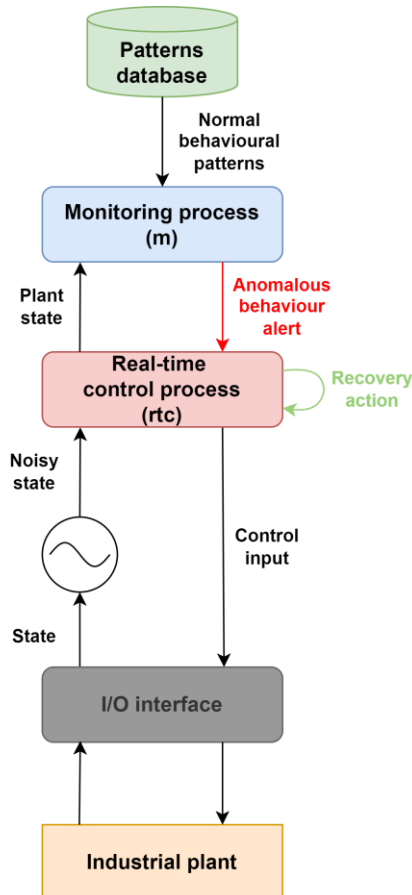 Patterns
database
Normal
behavioural
patterns
Monitoring process
(m)
Plant
state
Anomalous
behaviour
alert
Real-time
control process
(rtc)
Recovery
action
Noisy
state
Control
input
State
I/O interface
Industrial plant